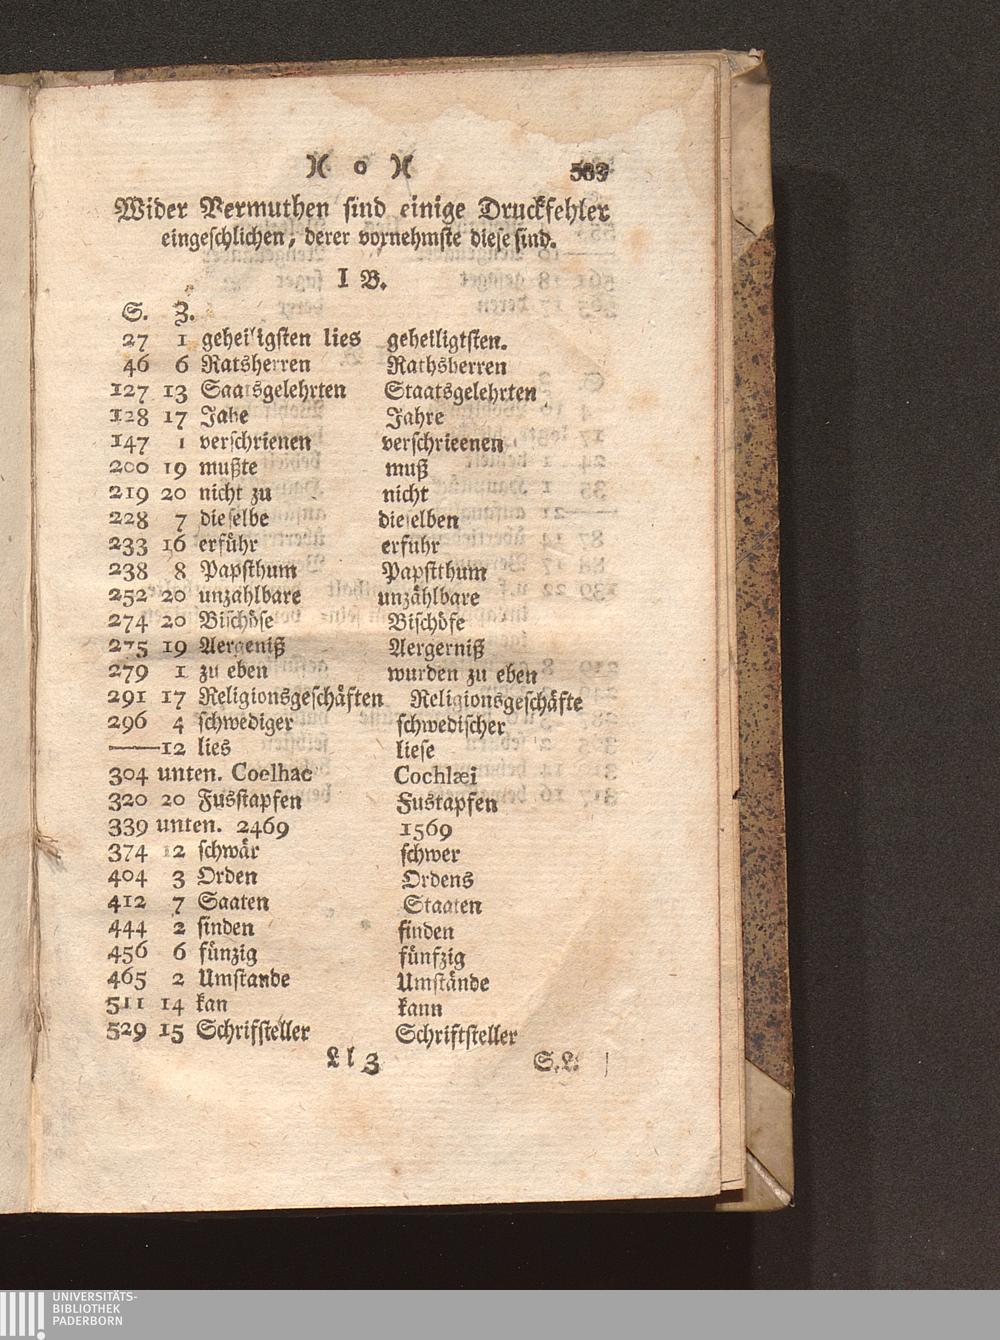 )( o )( 503
Wider Vermuthen sind einige Druckfehler
eingeschlichen, derer vornehmste diese sind.
I B.
S. Z.
27 1 geheiligsten lies geheiligtsten.
46 6 Ratsherren Rathsherren
127 13 Saatsgelehrten Staatsgelehrten
128 17 Jahe Jahre
147 1 verschrienen verschrieenen
200 19 mußte muß
219 20 nicht zu nicht
228 7 dieselbe dieselben
233 16 erführ erfuhr
238 8 Papsthum Papstthum
252 20 unzahlbare unzählbare
274 20 Bischöse Bischöfe
275 19 Aergeniß Aergerniß
279 1 zu eben wurden zu eben
291 17 Religionsgeschäften Religionsgeschäfte
296 4 schwediger schwedischer
—— 12 lies liese
304 unten. Coelhac Cochlæi
320 20 Fusstapfen Fustapfen
339 unten. 2469 1569
374 12 schwär schwer
404 3 Orden Ordens
412 7 Saaten Staaten
444 2 sinden finden
456 6 fünzig fünfzig
465 2 Umstande Umstände
511 14 kan kann
529 15 Schrifsteller Schriftsteller
Ll 3 S. L.
UNIVERSITÄTS-
BIBLIOTHEK
PADERBORN